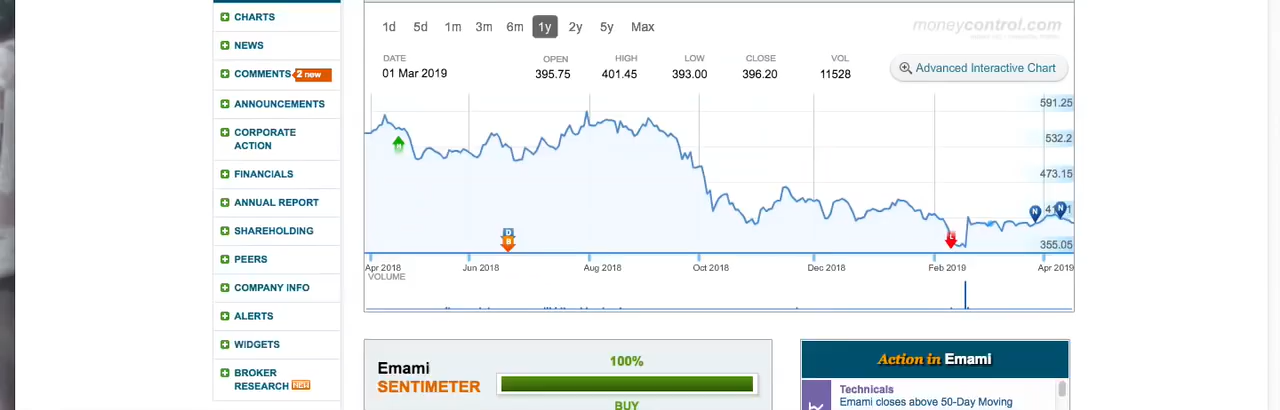 CHARTS
NEWS
COMMENTS 2 new
ANNOUNCEMENTS
CORPORATE
ACTION
FINANCIALS
ANNUAL REPORT
SHAREHOLDING
PEERS
COMPANY INFO
ALERTS
WIDGETS
BROKER
RESEARCH
1d 5d 1m 3m 6m 1y 2y 5y Max
moneycontrol.com
DATE OPEN HIGH LOW CLOSE VOL
01 Mar 2019 395.75 401.45 393.00 396.20 11528
Advanced Interactive Chart
591.25
532.2
473.15
355.05
N N
D
B
Apr 2018 Jun 2018 Aug 2018 Oct 2018 Dec 2018 Feb 2019 Apr 2019
VOLUME
Emami
SENTIMETER
100%
BUY
Action in Emami
Technicals
Emami closes above 50-Day Moving